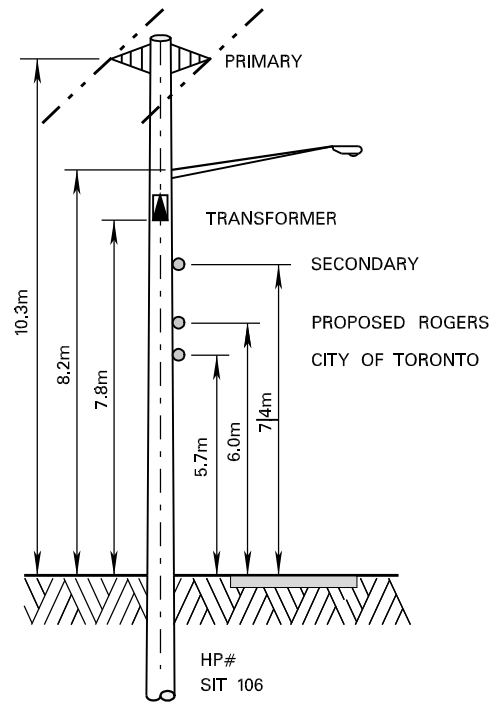 PRIMARY
TRANSFORMER
SECONDARY
PROPOSED ROGERS
CITY OF TORONTO
10.3m
8.2m
7.8m
5.7m
6.0m
7.4m
HP#
SIT 106